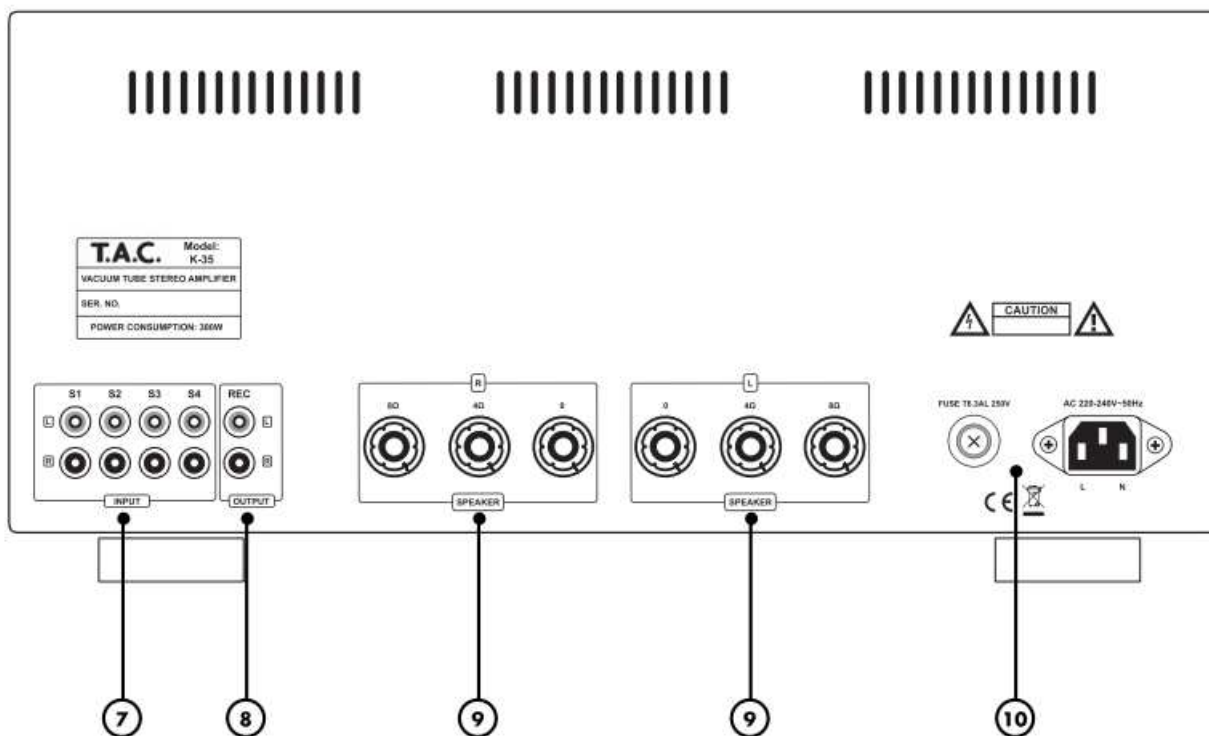 T.A.C. Model:
K-35
VACUUM TUBE STEREO AMPLIFIER
SER. NO.
POWER CONSUMPTION: 300W
CAUTION
S1 S2 S3 S4 REC
L L
R R
INPUT OUTPUT
R
8Ω 4Ω 0
SPEAKER
L
0 4Ω 8Ω
SPEAKER
FUSE T6.3AL 250V
AC 220-240V~50Hz
L N
CE
7 8 9 9 10